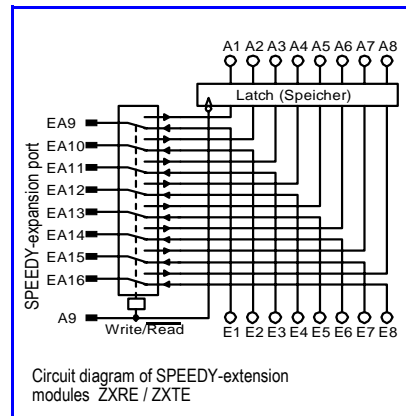 A1 A2 A3 A4 A5 A6 A7 A8
Latch (Speicher)
SPEEDY-expansion port
EA9
EA10
EA11
EA12
EA13
EA14
EA15
EA16
A9
Write/Read
E1 E2 E3 E4 E5 E6 E7 E8
Circuit diagram of SPEEDY-extension
modules ZXRE / ZXTE